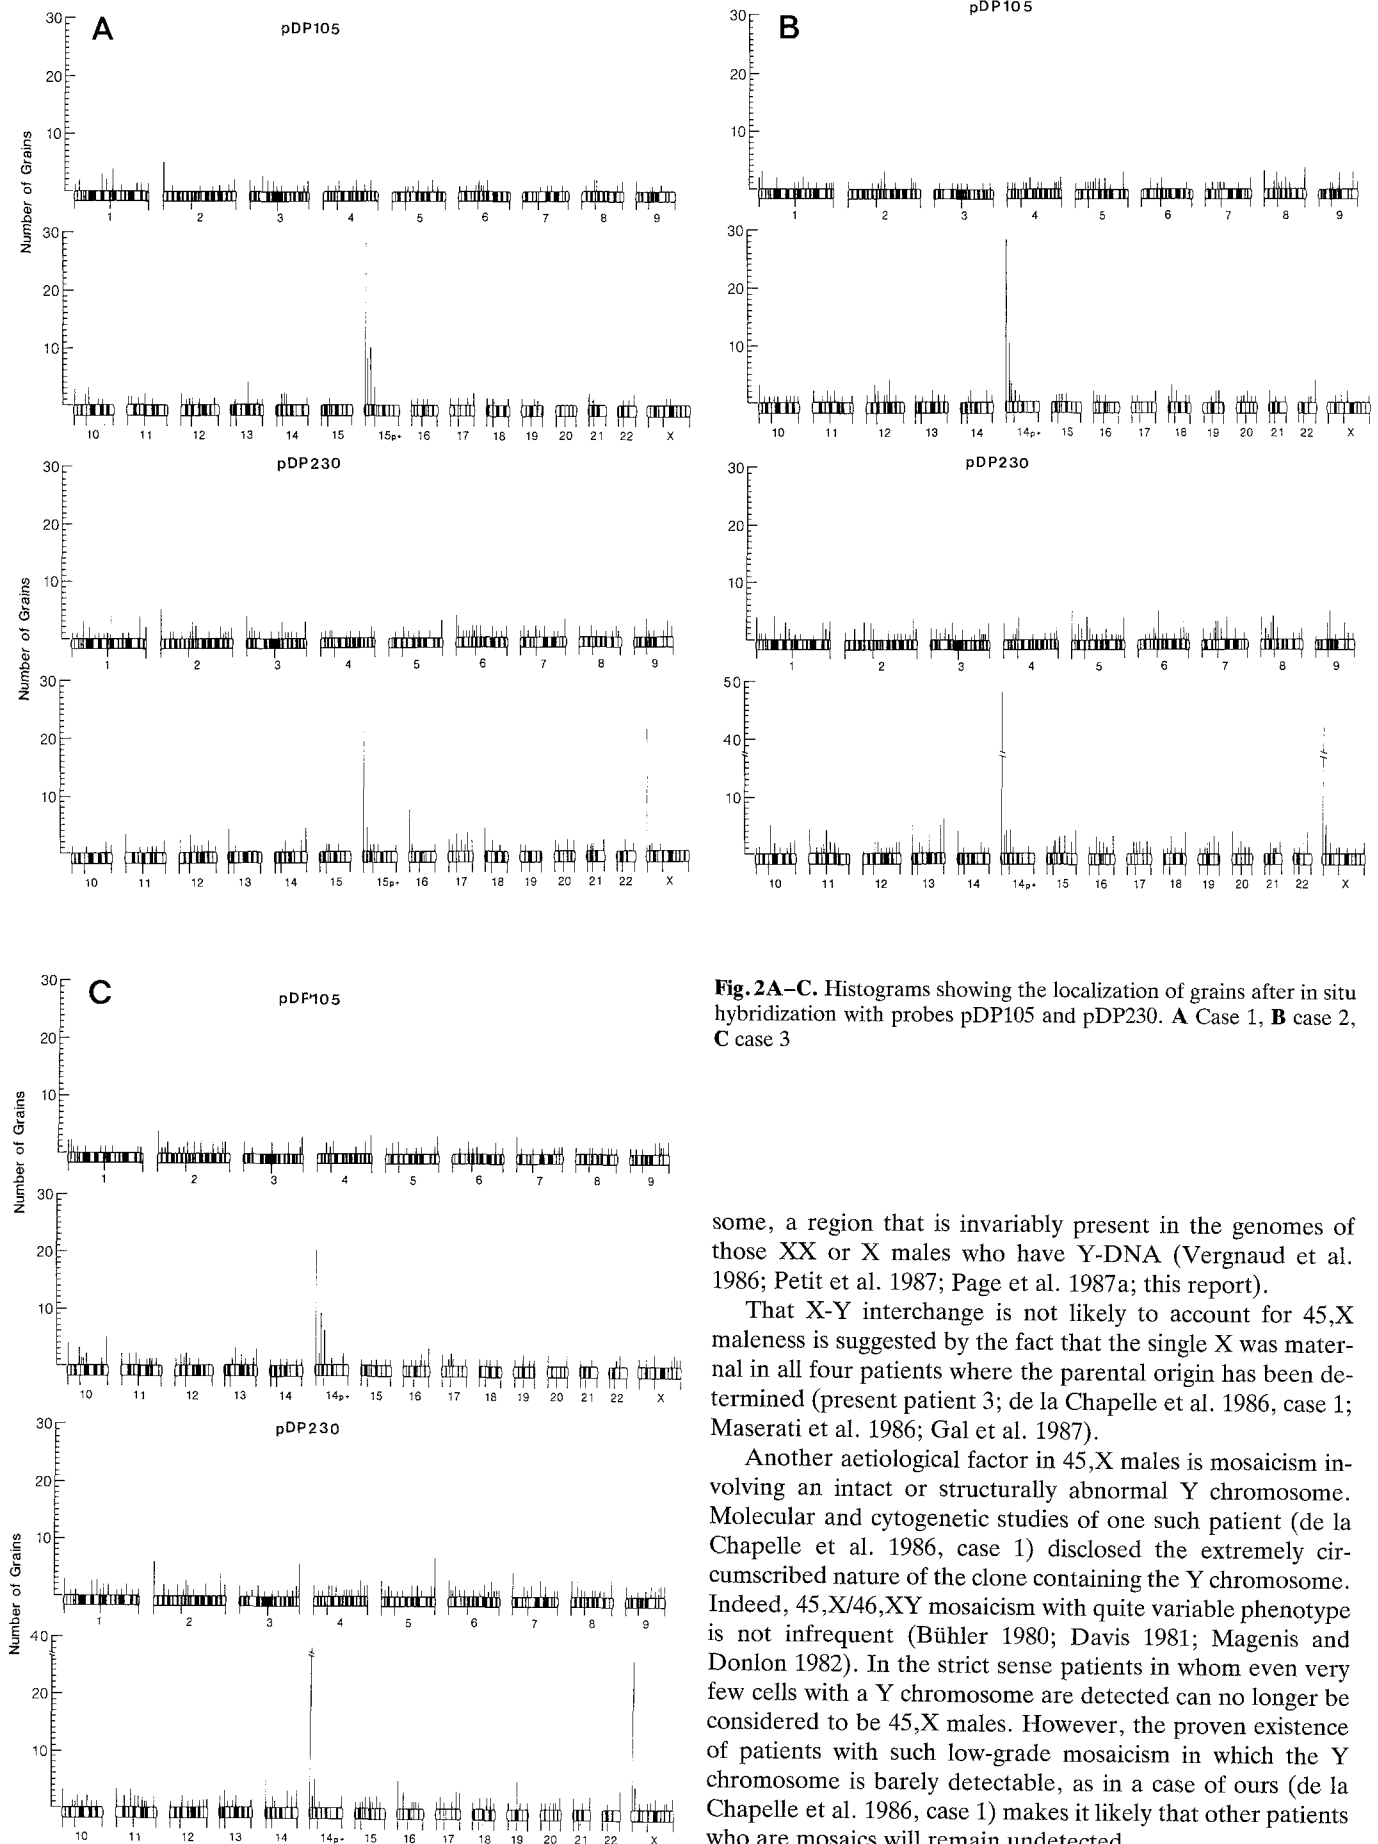 A
pDP105
Number of Grains
30
20
10
1 2 3 4 5 6 7 8 9
30
20
10
10 11 12 13 14 15 15p+ 16 17 18 19 20 21 22 X
pDP230
Number of Grains
30
20
10
1 2 3 4 5 6 7 8 9
30
20
10
10 11 12 13 14 15 15p+ 16 17 18 19 20 21 22 X
B
pDP105
30
20
10
1 2 3 4 5 6 7 8 9
30
20
10
10 11 12 13 14 14p+ 15 16 17 18 19 20 21 22 X
pDP230
30
20
10
1 2 3 4 5 6 7 8 9
50
40
10
10 11 12 13 14 14p+ 15 16 17 18 19 20 21 22 X
C
pDP105
Number of Grains
30
20
10
1 2 3 4 5 6 7 8 9
30
20
10
10 11 12 13 14 14p+ 15 16 17 18 19 20 21 22 X
pDP230
Number of Grains
30
20
10
1 2 3 4 5 6 7 8 9
40
20
10
10 11 12 13 14 14p+ 15 16 17 18 19 20 21 22 X
Fig. 2A–C. Histograms showing the localization of grains after in situ
hybridization with probes pDP105 and pDP230. A Case 1, B case 2,
C case 3
some, a region that is invariably present in the genomes of
those XX or X males who have Y-DNA (Vergnaud et al.
1986; Petit et al. 1987; Page et al. 1987a; this report).
That X-Y interchange is not likely to account for 45,X
maleness is suggested by the fact that the single X was mater-
nal in all four patients where the parental origin has been de-
termined (present patient 3; de la Chapelle et al. 1986, case 1;
Maserati et al. 1986; Gal et al. 1987).
Another aetiological factor in 45,X males is mosaicism in-
volving an intact or structurally abnormal Y chromosome.
Molecular and cytogenetic studies of one such patient (de la
Chapelle et al. 1986, case 1) disclosed the extremely cir-
cumscribed nature of the clone containing the Y chromosome.
Indeed, 45,X/46,XY mosaicism with quite variable phenotype
is not infrequent (Bühler 1980; Davis 1981; Magenis and
Donlon 1982). In the strict sense patients in whom even very
few cells with a Y chromosome are detected can no longer be
considered to be 45,X males. However, the proven existence
of patients with such low-grade mosaicism in which the Y
chromosome is barely detectable, as in a case of ours (de la
Chapelle et al. 1986, case 1) makes it likely that other patients
who are mosaics will remain undetected.